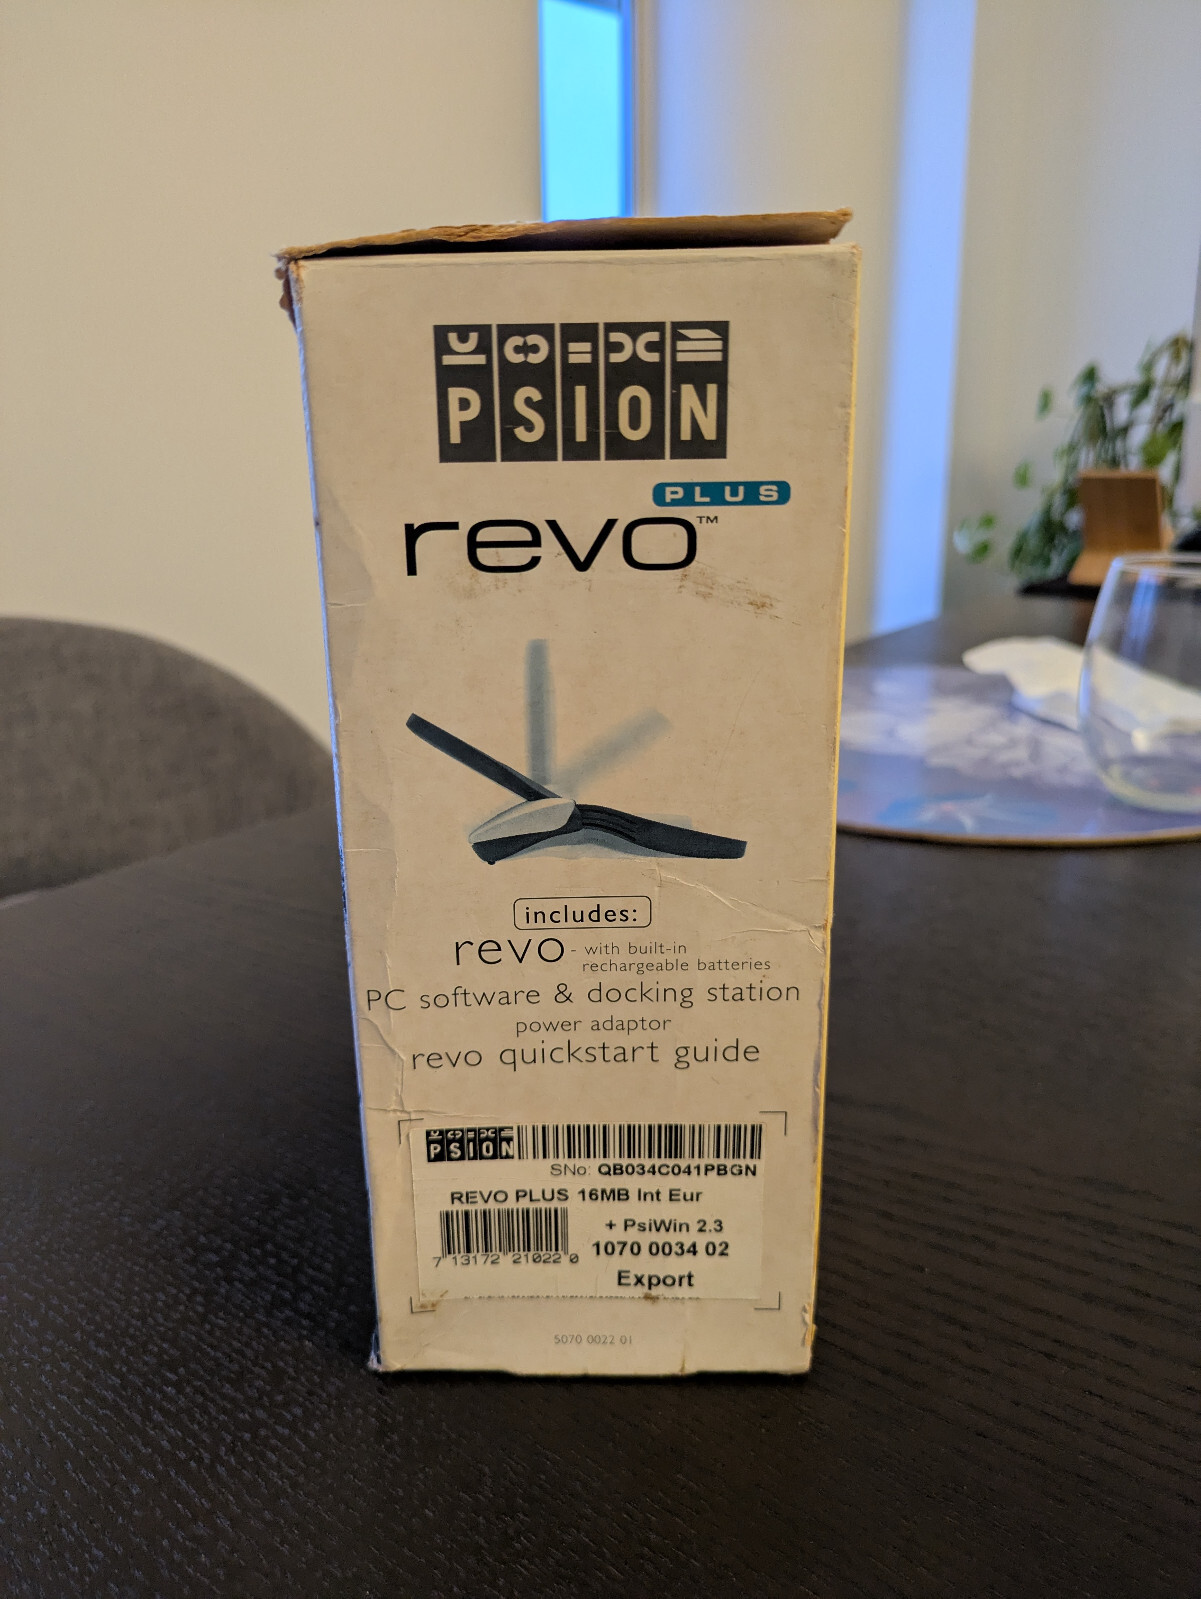 PSION
PLUS
revo™
includes:
revo - with built-in
rechargeable batteries
PC software & docking station
power adaptor
revo quickstart guide
PSION
SNo: QB034C041PBGN
REVO PLUS 16MB Int Eur
+ PsiWin 2.3
7 13172 21022 0
1070 0034 02
Export
5070 0022 01